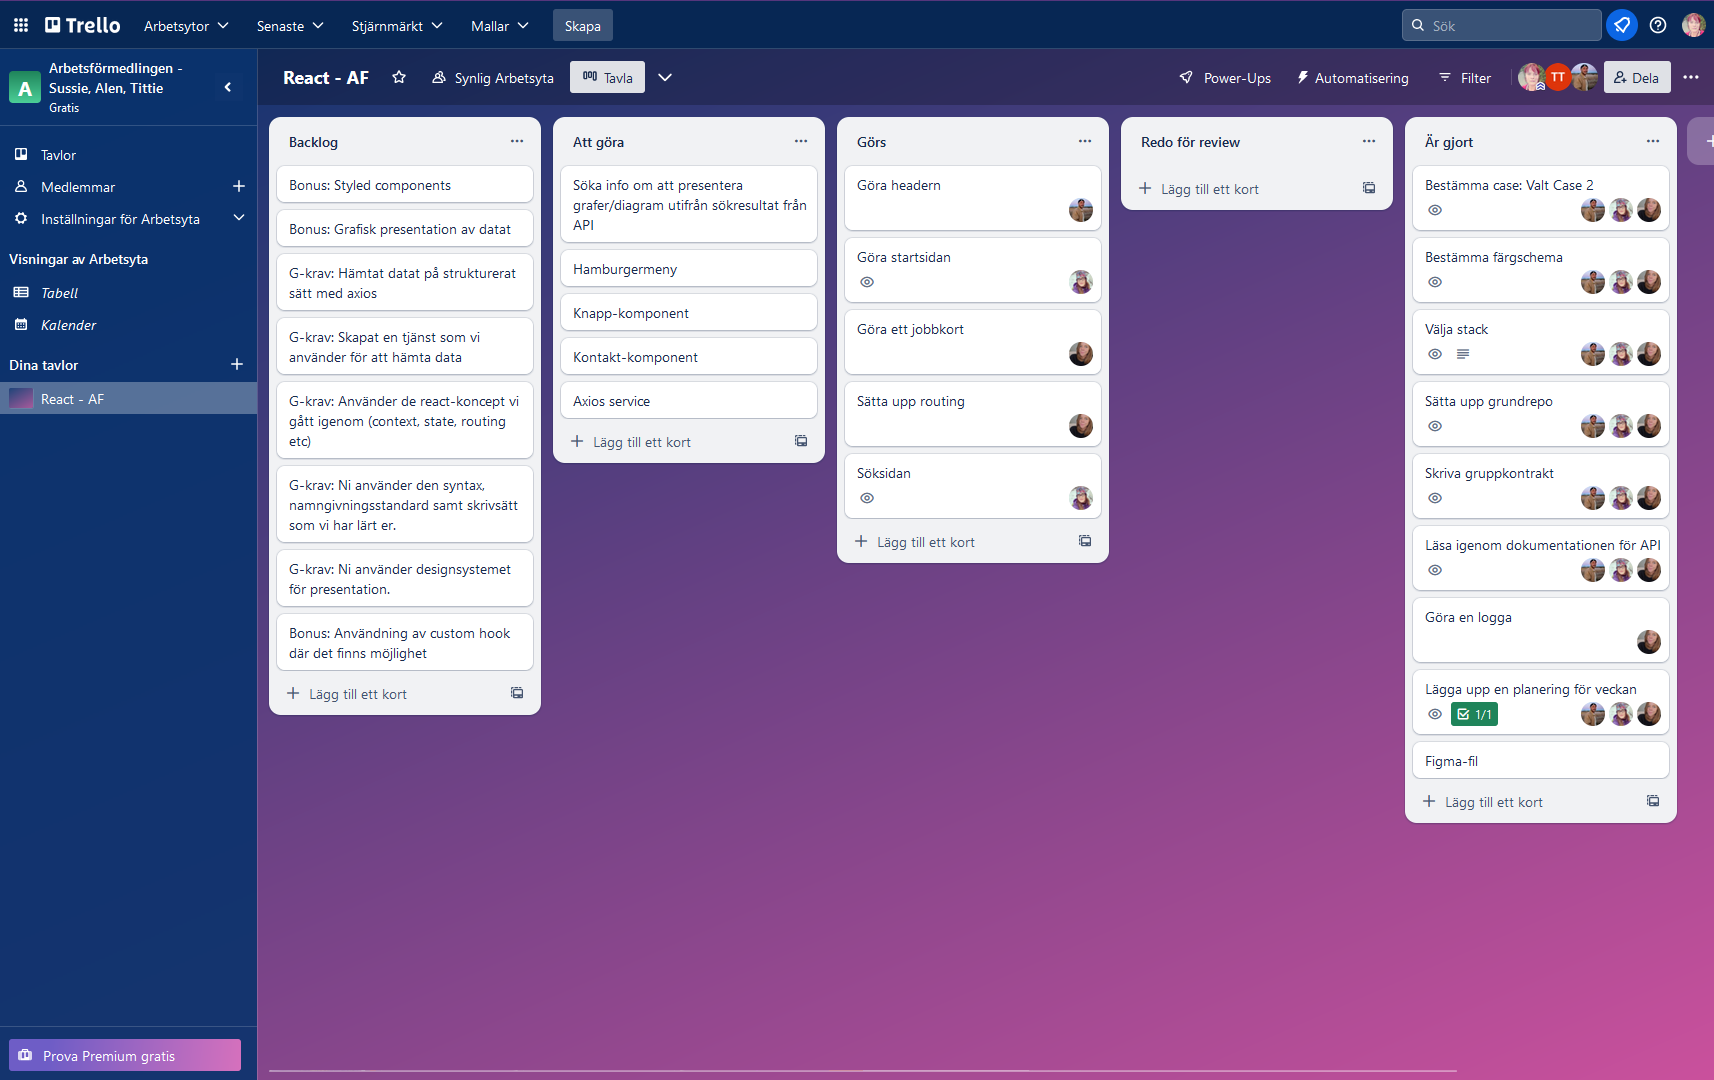 Trello
Arbetsytor
Senaste
Stjärnmärkt
Mallar
Skapa
Sök
A
Arbetsförmedlingen -
Sussie, Alen, Tittie
Gratis
React - AF
Synlig Arbetsyta
Tavla
Power-Ups
Automatisering
Filter
TT
Dela
Tavlor
Medlemmar
Inställningar för Arbetsyta
Visningar av Arbetsyta
Tabell
Kalender
Dina tavlor
React - AF
Prova Premium gratis
Backlog
Bonus: Styled components
Bonus: Grafisk presentation av datat
G-krav: Hämtat datat på strukturerat
sätt med axios
G-krav: Skapat en tjänst som vi
använder för att hämta data
G-krav: Använder de react-koncept vi
gått igenom (context, state, routing
etc)
G-krav: Ni använder den syntax,
namngivningsstandard samt skrivsätt
som vi har lärt er.
G-krav: Ni använder designsystemet
för presentation.
Bonus: Användning av custom hook
där det finns möjlighet
Lägg till ett kort
Att göra
Söka info om att presentera
grafer/diagram utifrån sökresultat från
API
Hamburgermeny
Knapp-komponent
Kontakt-komponent
Axios service
Lägg till ett kort
Görs
Göra headern
Göra startsidan
Göra ett jobbkort
Sätta upp routing
Söksidan
Lägg till ett kort
Redo för review
Lägg till ett kort
Är gjort
Bestämma case: Valt Case 2
Bestämma färgschema
Välja stack
Sätta upp grundrepo
Skriva gruppkontrakt
Läsa igenom dokumentationen för API
Göra en logga
Lägga upp en planering för veckan
1/1
Figma-fil
Lägg till ett kort